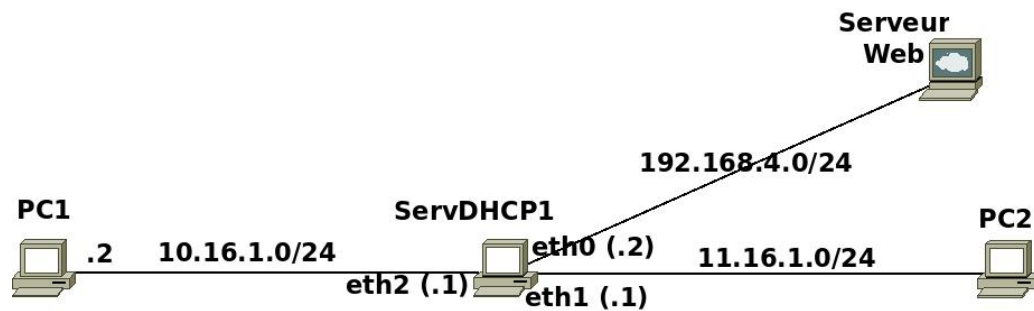 Serveur
Web
192.168.4.0/24
PC1
ServDHCP1
PC2
.2
10.16.1.0/24
eth0 (.2)
11.16.1.0/24
eth2 (.1)
eth1 (.1)